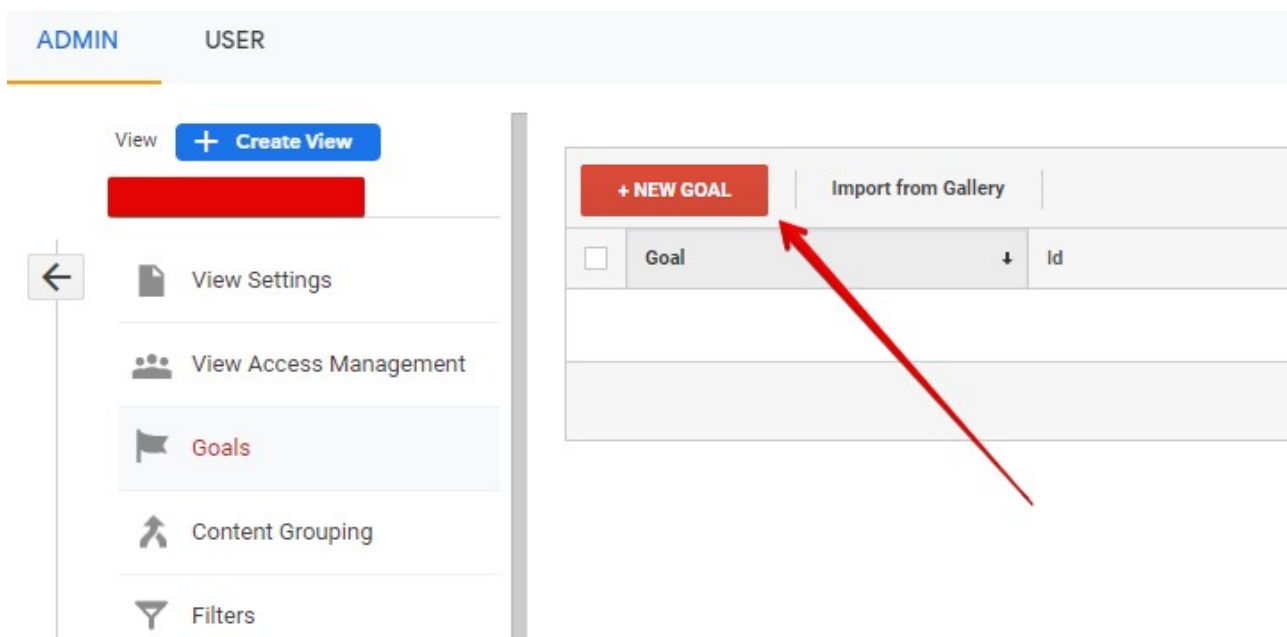 ADMIN USER
View + Create View
+ NEW GOAL Import from Gallery
Goal Id
View Settings
View Access Management
Goals
Content Grouping
Filters